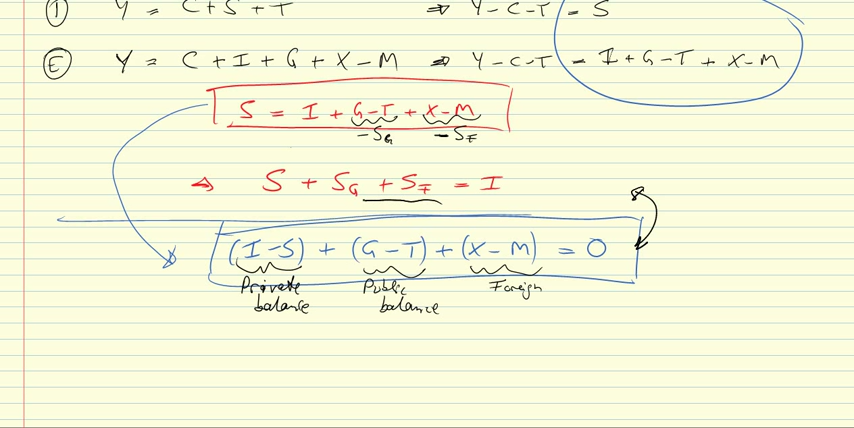 ① Y = C + S + T ⇒ Y - C - T = S
Ⓔ Y = C + I + G + X - M ⇒ Y - C - T = I + G - T + X - M
S = I + G - T + X - M
- S_G - S_F
⇒ S + S_G + S_F = I
(I - S) + (G - T) + (X - M) = 0
Private Public Foreign
balance balance